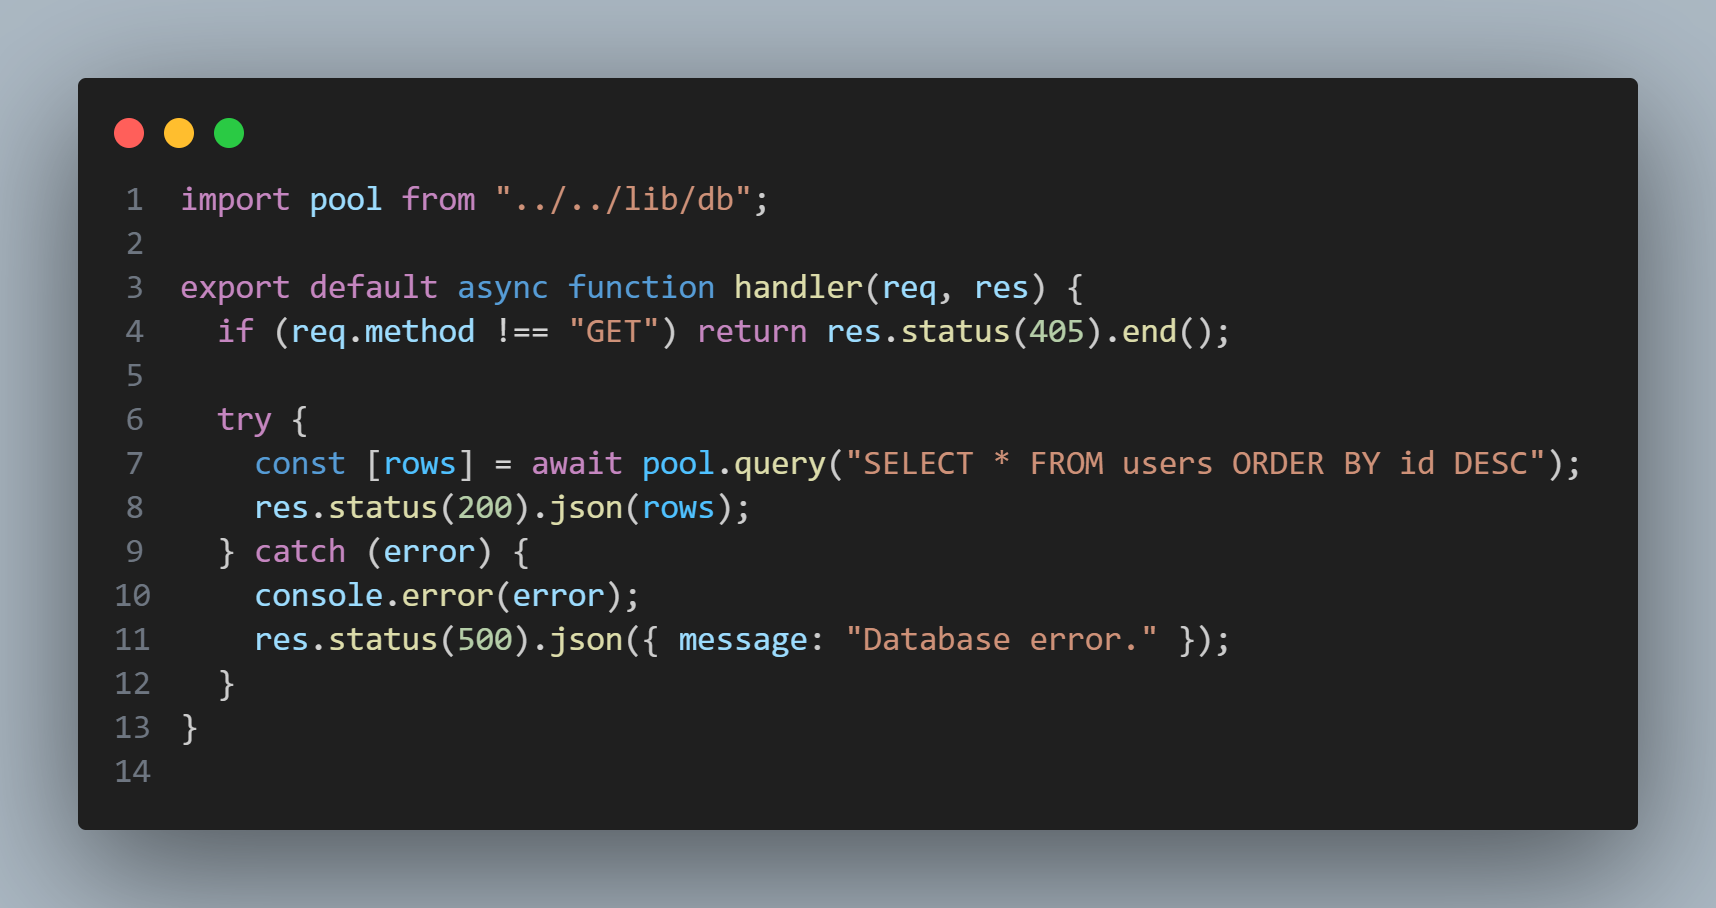 1 import pool from "../../lib/db";
2
3 export default async function handler(req, res) {
4   if (req.method !== "GET") return res.status(405).end();
5
6   try {
7     const [rows] = await pool.query("SELECT * FROM users ORDER BY id DESC");
8     res.status(200).json(rows);
9   } catch (error) {
10     console.error(error);
11     res.status(500).json({ message: "Database error." });
12   }
13 }
14